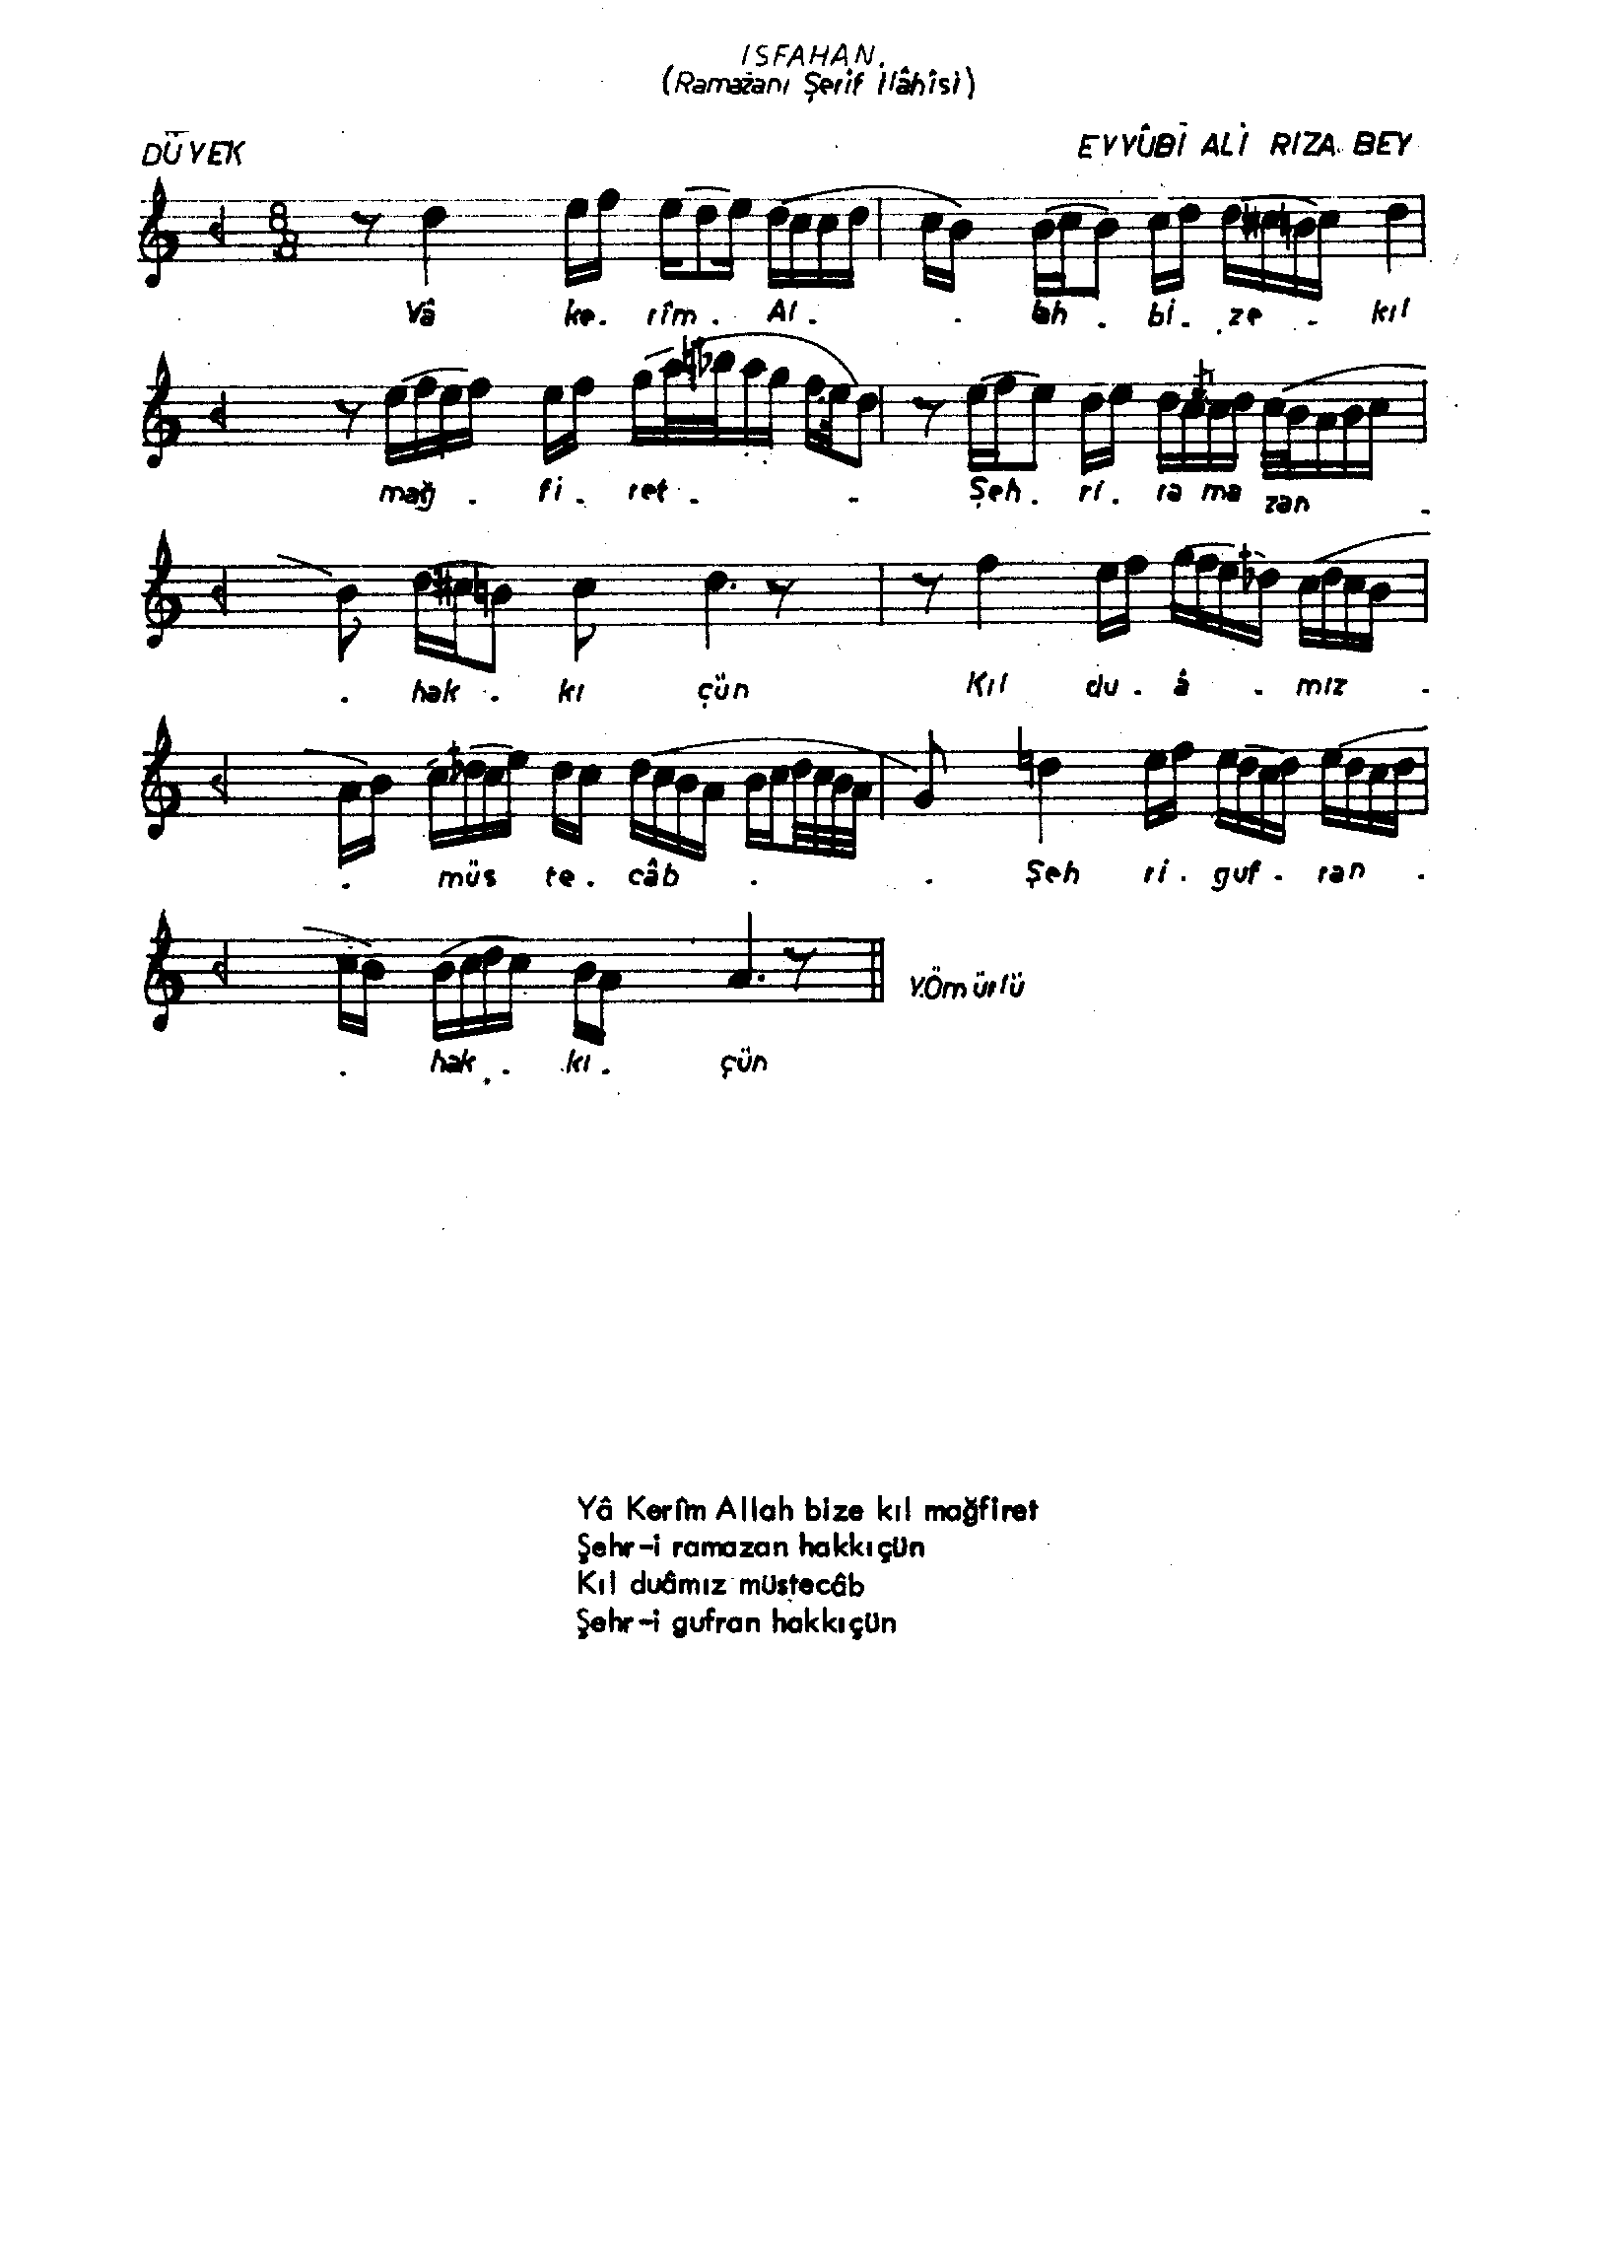 ISFAHAN.
(Ramazanı Şerif İlâhîsi)
DÜYEK
EYYÛBİ ALİ RIZA BEY
8
8
Yâ ke. rîm. Al. . lah . bi. ze . kıl
mağ . fi. ret . . Şeh. ri. ra ma zan .
. hak . kı çün Kıl du. â . mız .
. müs te. câb . . Şeh ri. guf. ran .
Y.Ömürlü
. hak . kı. çün
Yâ Kerîm Allah bize kıl mağfiret
Şehr-i ramazan hakkıçün
Kıl duâmız müstecâb
Şehr-i gufran hakkıçün